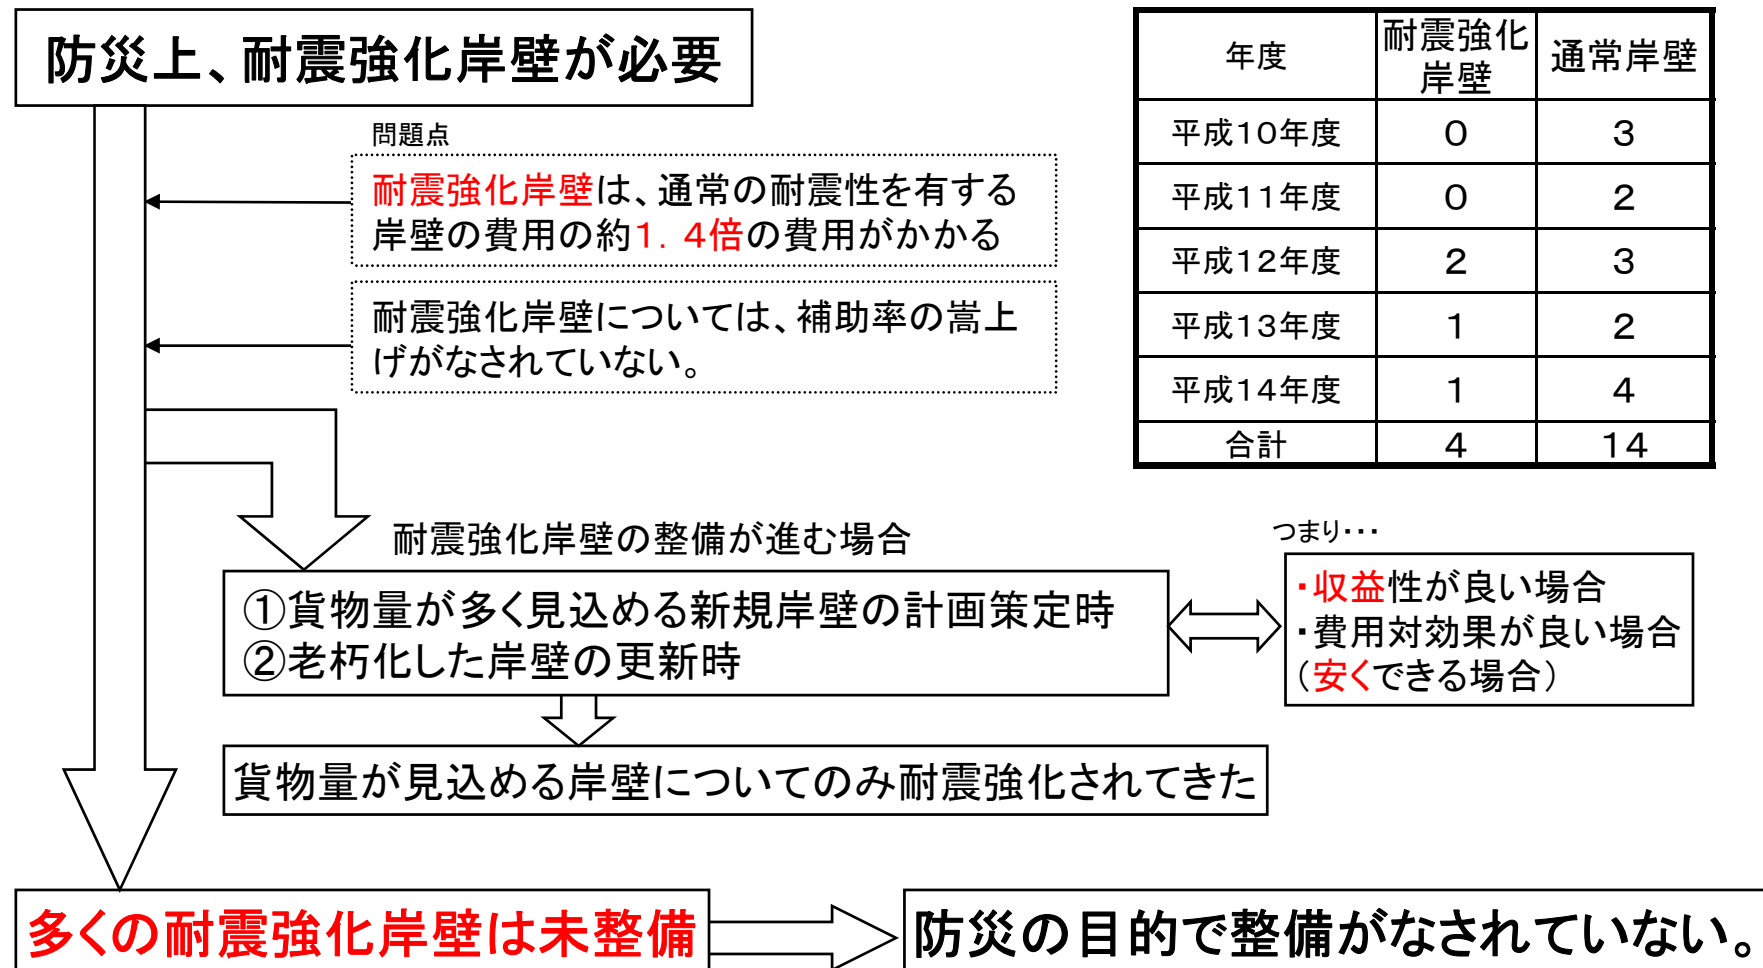 防災上、耐震強化岸壁が必要
問題点
耐震強化岸壁は、通常の耐震性を有する
岸壁の費用の約1.4倍の費用がかかる
耐震強化岸壁については、補助率の嵩上
げがなされていない。
年度 耐震強化岸壁 通常岸壁
平成10年度 0 3
平成11年度 0 2
平成12年度 2 3
平成13年度 1 2
平成14年度 1 4
合計 4 14
耐震強化岸壁の整備が進む場合
①貨物量が多く見込める新規岸壁の計画策定時
②老朽化した岸壁の更新時
つまり・・・
・収益性が良い場合
・費用対効果が良い場合
(安くできる場合)
貨物量が見込める岸壁についてのみ耐震強化されてきた
多くの耐震強化岸壁は未整備
防災の目的で整備がなされていない。